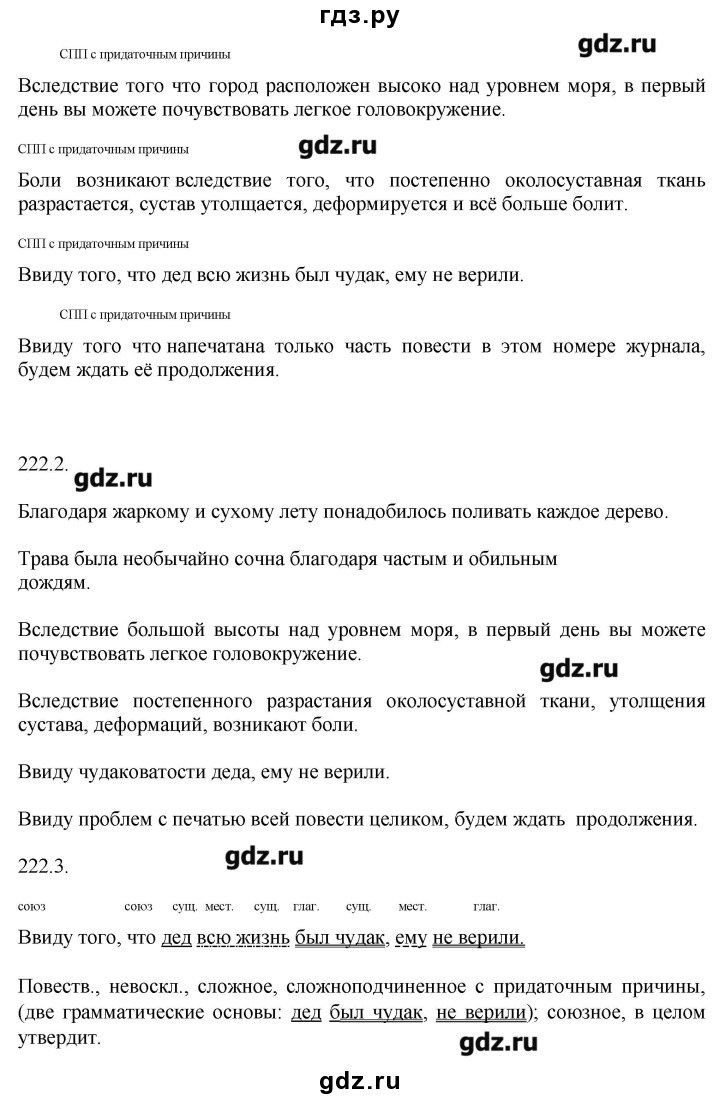 гдз.ру
СПП с придаточным причины
gdz.ru
Вследствие того что город расположен высоко над уровнем моря, в первый
день вы можете почувствовать легкое головокружение.
СПП с придаточным причины
gdz.ru
Боли возникают вследствие того, что постепенно околосуставная ткань
разрастается, сустав утолщается, деформируется и всё больше болит.
СПП с придаточным причины
Ввиду того, что дед всю жизнь был чудак, ему не верили.
СПП с придаточным причины
Ввиду того что напечатана только часть повести в этом номере журнала,
будем ждать её продолжения.
222.2.
gdz.ru
Благодаря жаркому и сухому лету понадобилось поливать каждое дерево.
Трава была необычайно сочна благодаря частым и обильным
дождям.
Вследствие большой высоты над уровнем моря, в первый день вы можете
почувствовать легкое головокружение.
gdz.ru
Вследствие постепенного разрастания околосуставной ткани, утолщения
сустава, деформаций, возникают боли.
Ввиду чудаковатости деда, ему не верили.
Ввиду проблем с печатью всей повести целиком, будем ждать продолжения.
222.3.
gdz.ru
союз союз сущ. мест. сущ. глаг. сущ. мест. глаг.
Ввиду того, что дед всю жизнь был чудак, ему не верили.
Повеств., невоскл., сложное, сложноподчиненное с придаточным причины,
(две грамматические основы: дед был чудак, не верили); союзное, в целом
утвердит.
gdz.ru
gdz.ru